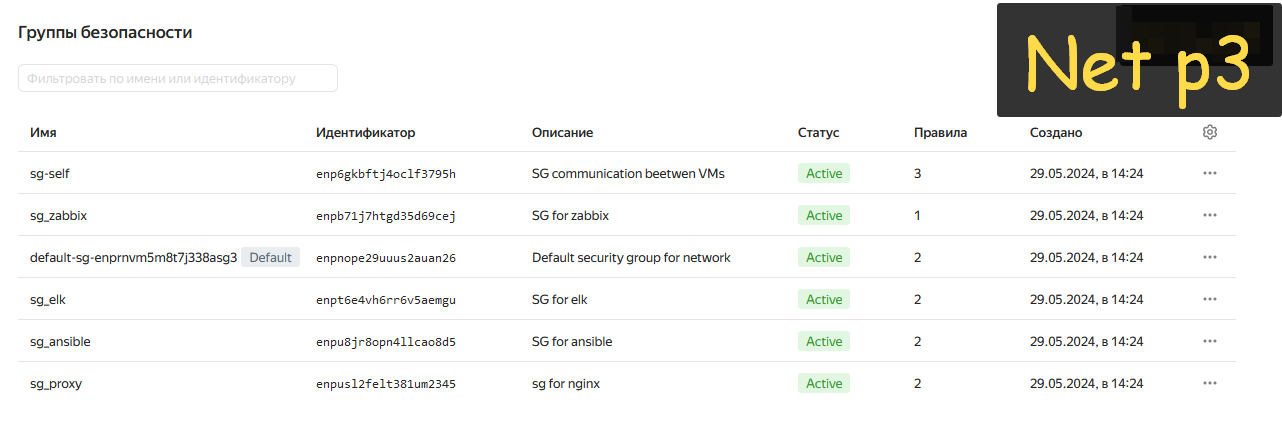 Группы безопасности
Net p3
Фильтровать по имени или идентификатору
Имя Идентификатор Описание Статус Правила Создано
sg-self enp6gkbftj4oclf3795h SG communication beetwen VMs Active 3 29.05.2024, в 14:24
sg_zabbix enpb71j7htgd35d69cej SG for zabbix Active 1 29.05.2024, в 14:24
default-sg-enprnvm5m8t7j338asg3 Default enpnope29uuus2auan26 Default security group for network Active 2 29.05.2024, в 14:24
sg_elk enpt6e4vh6rr6v5aemgu SG for elk Active 2 29.05.2024, в 14:24
sg_ansible enpu8jr8opn4llcao8d5 SG for ansible Active 2 29.05.2024, в 14:24
sg_proxy enpusl2felt381um2345 sg for nginx Active 2 29.05.2024, в 14:24